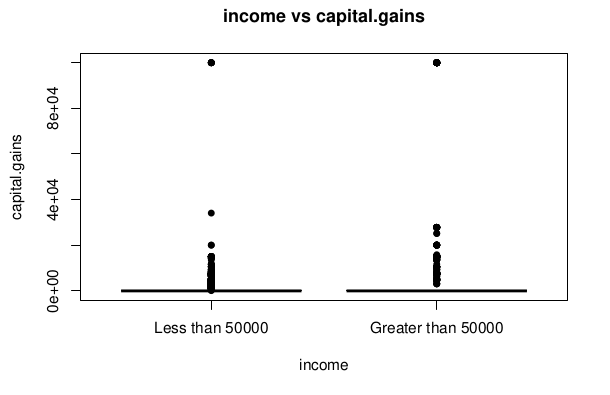 income vs capital.gains
capital.gains
8e+04
4e+04
0e+00
Less than 50000
Greater than 50000
income